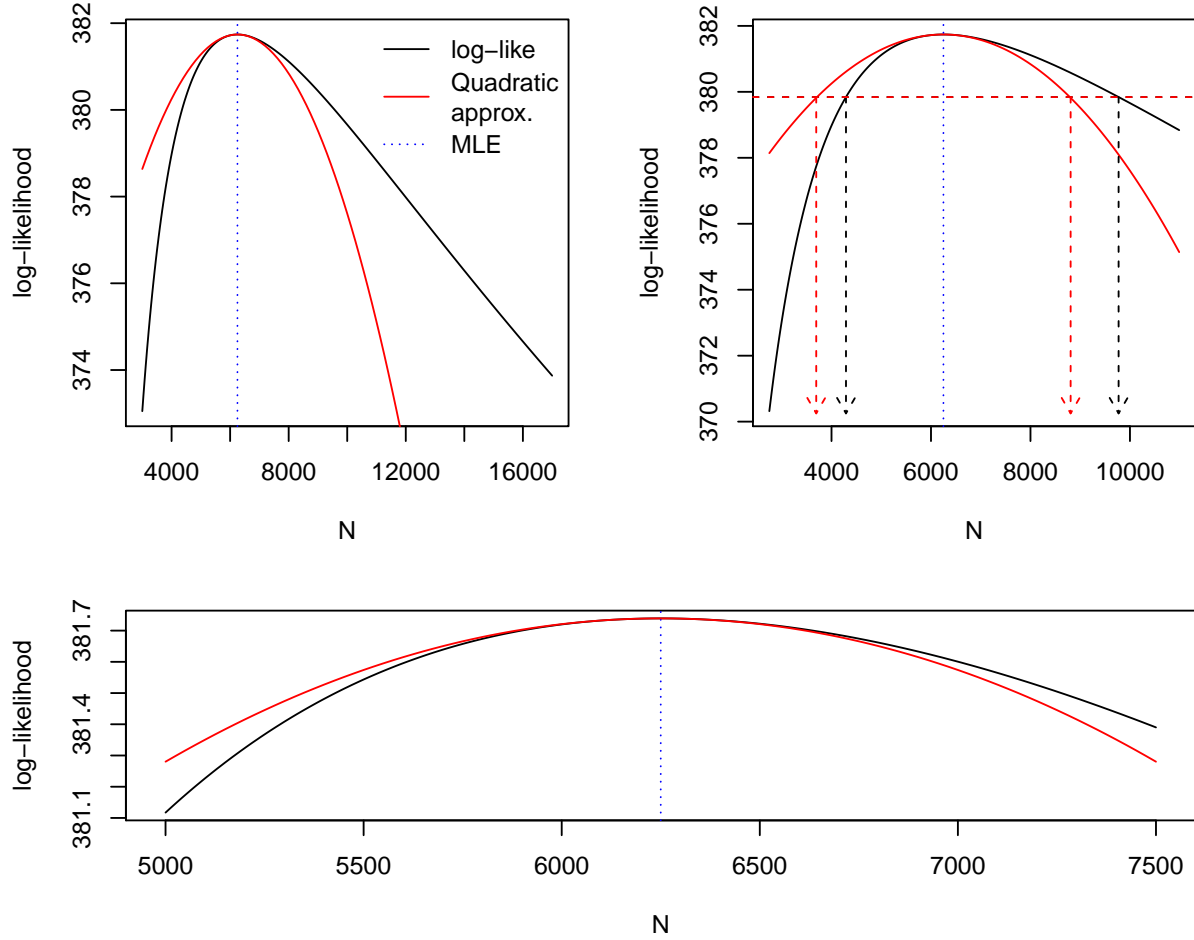 382
380
378
376
374
log−likelihood
4000
8000
12000
16000
N
log−like
Quadratic
approx.
MLE
382
380
378
376
374
372
370
log−likelihood
4000
6000
8000
10000
N
381.7
381.4
381.1
log−likelihood
5000
5500
6000
6500
7000
7500
N